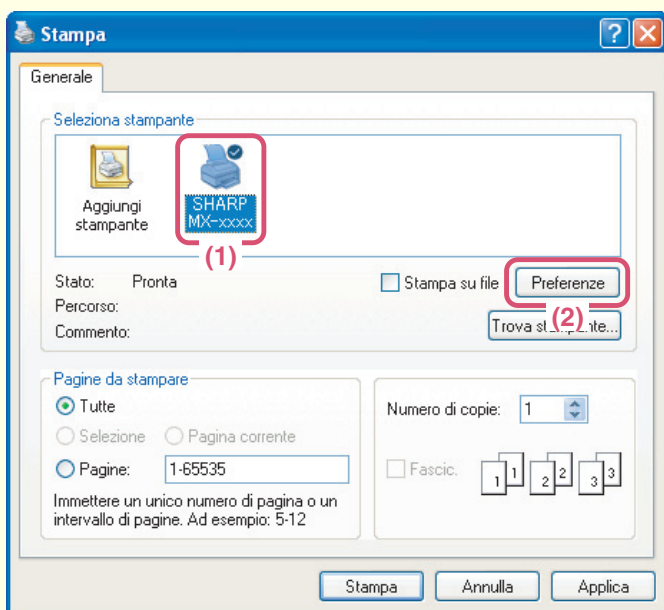 Stampa
Generale
Seleziona stampante
Aggiungi
stampante
SHARP
MX-xxxx
(1)
Stato: Pronta
Stampa su file
Preferenze
Percorso:
(2)
Commento:
Trova
Pagine da stampare
Tutte
Selezione
Pagina corrente
Pagine: 1-65535
Immettere un unico numero di pagina o un
intervallo di pagine. Ad esempio: 5-12
Numero di copie: 1
Fascic.
1 1 2 2 3 3
Stampa
Annulla
Applica